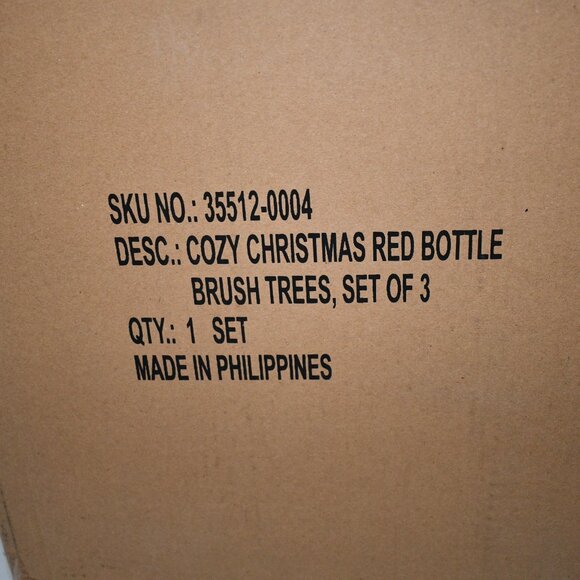 SKU NO.: 35512-0004
DESC.: COZY CHRISTMAS RED BOTTLE
BRUSH TREES, SET OF 3
QTY.: 1 SET
MADE IN PHILIPPINES